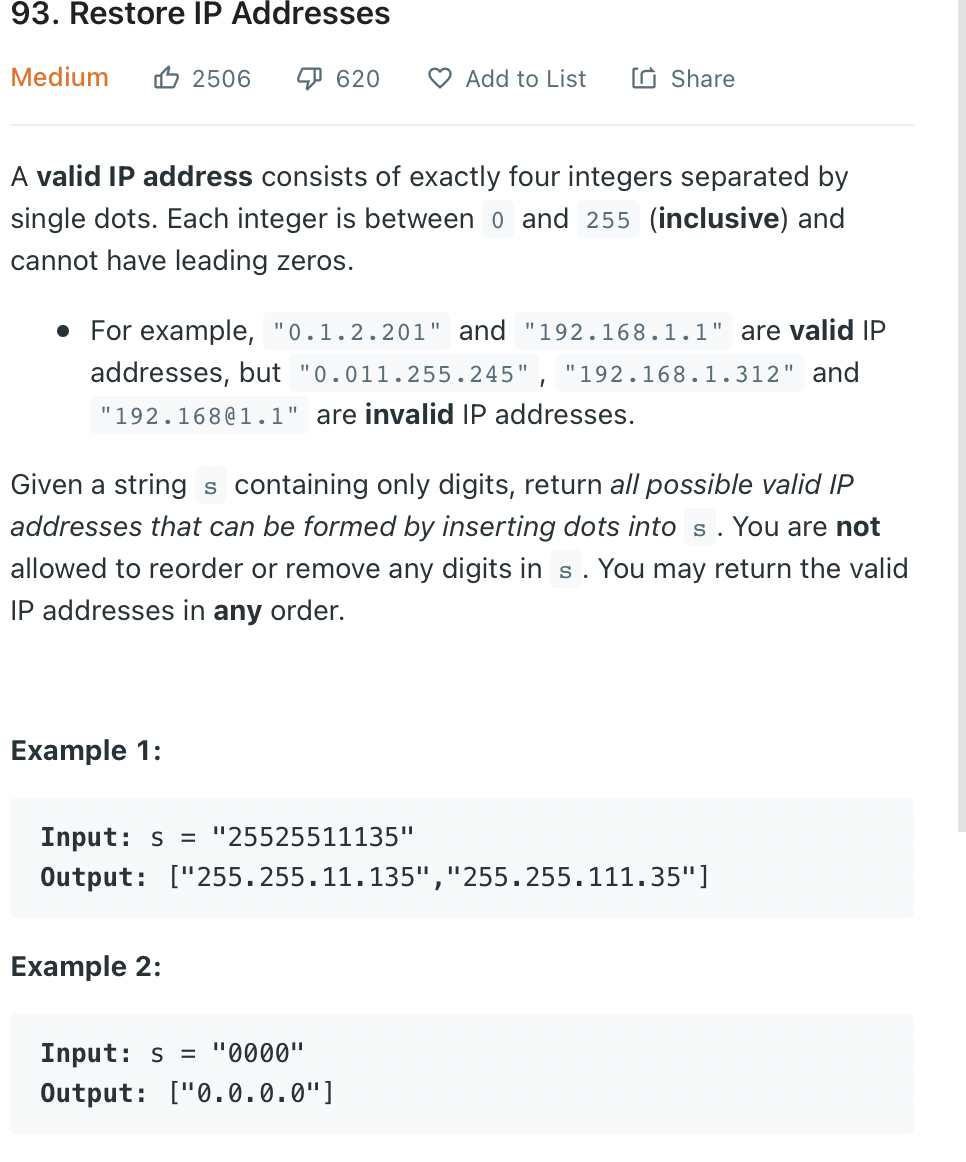 93. Restore IP Addresses
Medium 2506 620 Add to List Share
A valid IP address consists of exactly four integers separated by
single dots. Each integer is between 0 and 255 (inclusive) and
cannot have leading zeros.
• For example, "0.1.2.201" and "192.168.1.1" are valid IP
addresses, but "0.011.255.245", "192.168.1.312" and
"192.168@1.1" are invalid IP addresses.
Given a string s containing only digits, return all possible valid IP
addresses that can be formed by inserting dots into s. You are not
allowed to reorder or remove any digits in s. You may return the valid
IP addresses in any order.
Example 1:
Input: s = "25525511135"
Output: ["255.255.11.135","255.255.111.35"]
Example 2:
Input: s = "0000"
Output: ["0.0.0.0"]